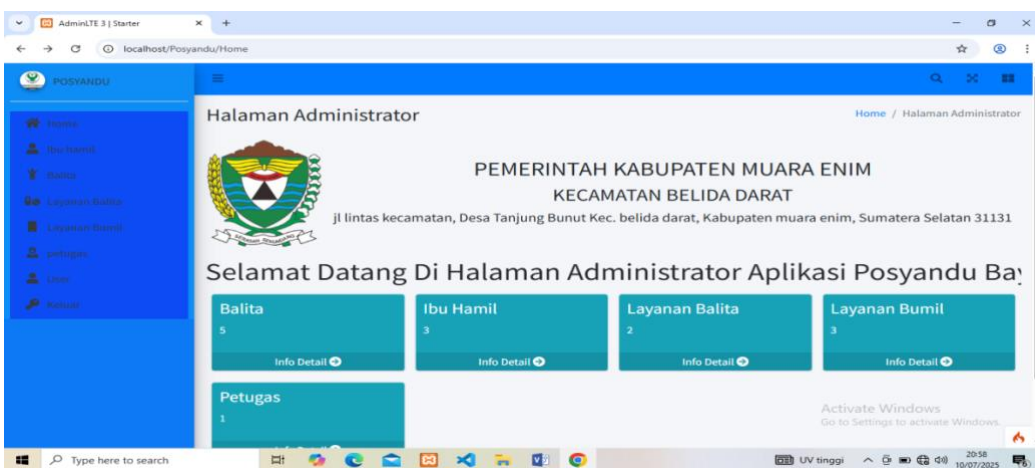 AdminLTE 3 | Starter
localhost/Posyandu/Home
POSYANDU
Home
Ibu Hamil
Balita
Layanan Balita
Layanan Bumil
petugas
User
Keluar
Halaman Administrator
Home / Halaman Administrator
PEMERINTAH KABUPATEN MUARA ENIM
KECAMATAN BELIDA DARAT
jl lintas kecamatan, Desa Tanjung Bunut Kec. belida darat, Kabupaten muara enim, Sumatera Selatan 31131
Selamat Datang Di Halaman Administrator Aplikasi Posyandu Bay
Balita
5
Info Detail
Ibu Hamil
3
Info Detail
Layanan Balita
2
Info Detail
Layanan Bumil
3
Info Detail
Petugas
1
Activate Windows
Go to Settings to activate Windows.
Type here to search
UV tinggi
20:58
10/07/2025